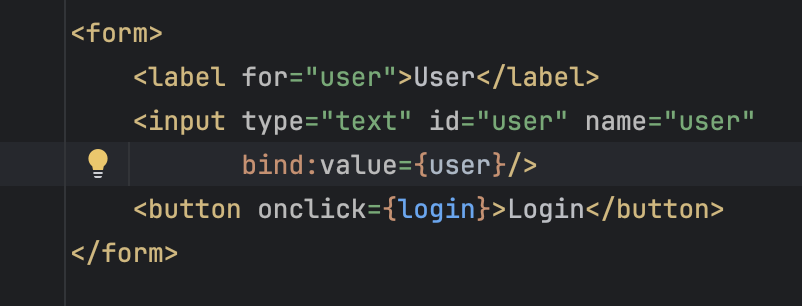 <form>
<label for="user">User</label>
<input type="text" id="user" name="user"
bind:value={user}/>
<button onclick={login}>Login</button>
</form>